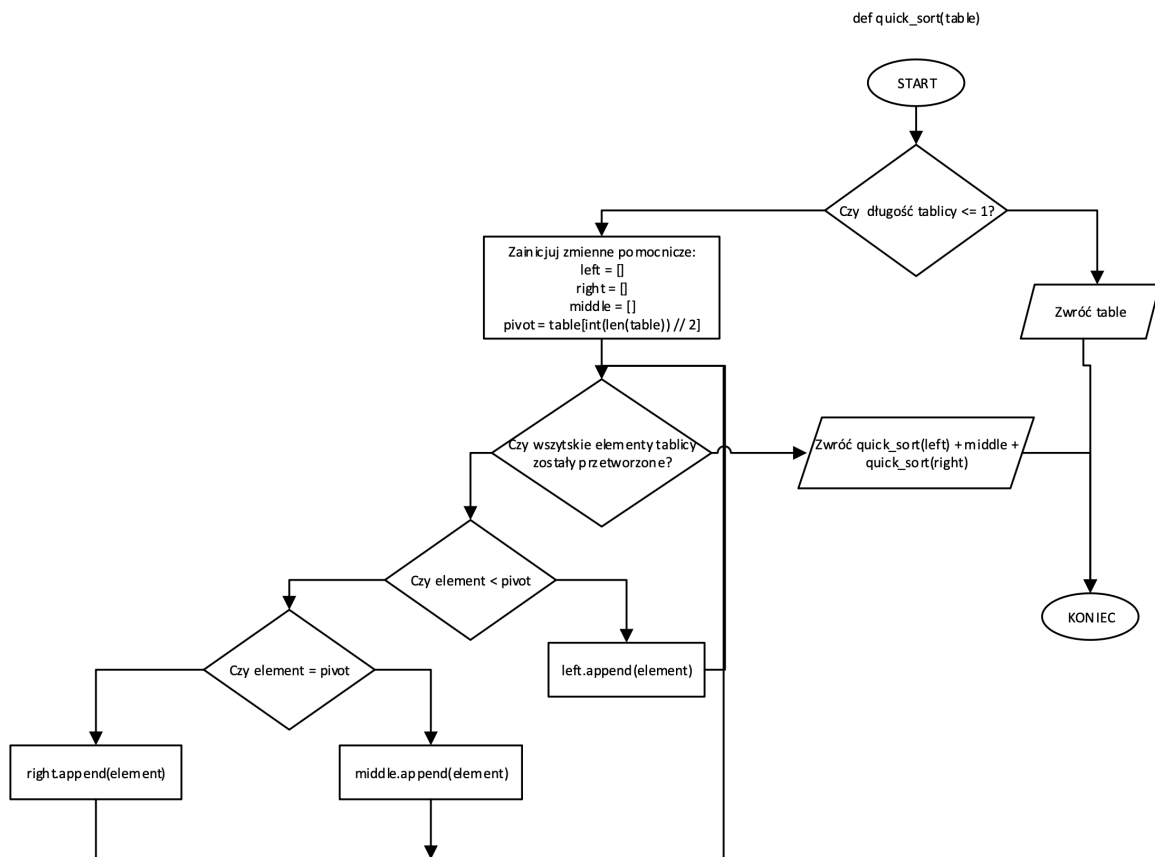 def quick_sort(table)
START
Czy długość tablicy <= 1?
Zainicjuj zmienne pomocnicze:
left = []
right = []
middle = []
pivot = table[int(len(table)) // 2]
Zwróć table
Czy wszytskie elementy tablicy
zostały przetworzone?
Zwróć quick_sort(left) + middle +
quick_sort(right)
Czy element < pivot
KONIEC
Czy element = pivot
left.append(element)
right.append(element)
middle.append(element)